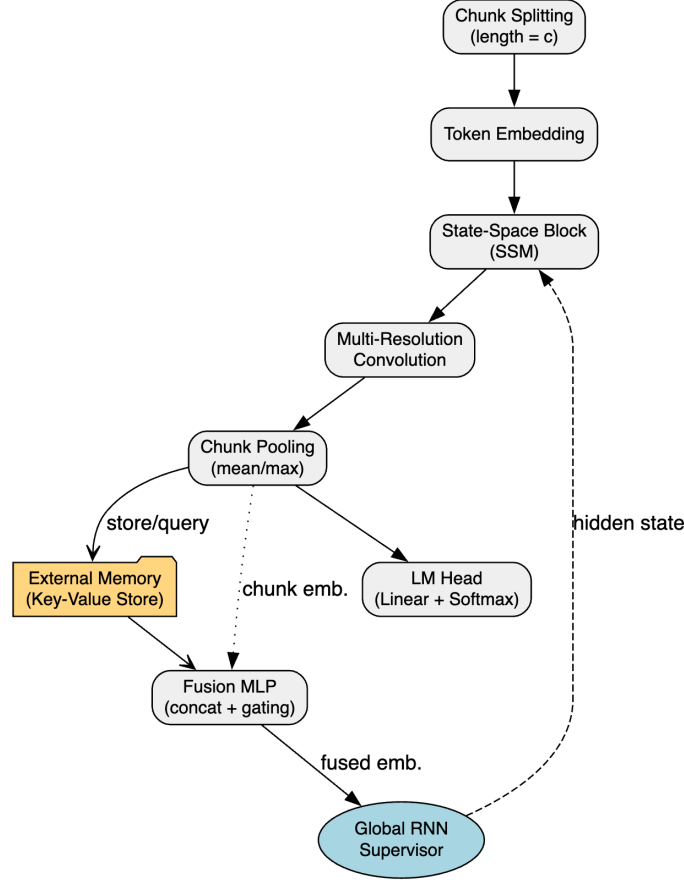 Chunk Splitting
(length = c)
Token Embedding
State-Space Block
(SSM)
Multi-Resolution
Convolution
Chunk Pooling
(mean/max)
store/query
hidden state
External Memory
(Key-Value Store)
chunk emb.
LM Head
(Linear + Softmax)
Fusion MLP
(concat + gating)
fused emb.
Global RNN
Supervisor